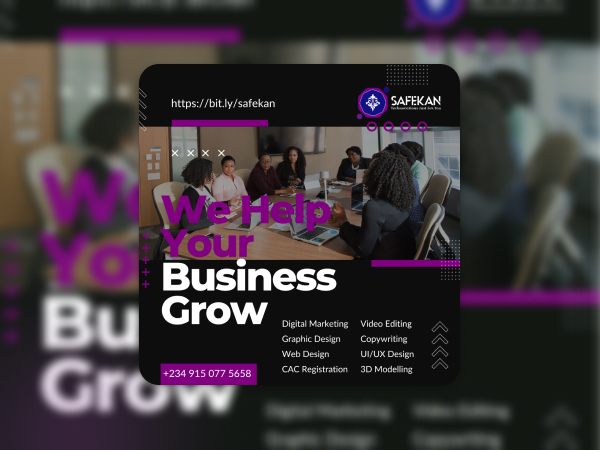 https://bit.ly/safekan
SAFEKAN
We Help
Your
Business
Grow
Digital Marketing
Graphic Design
Web Design
CAC Registration
Video Editing
Copywriting
UI/UX Design
3D Modelling
+234 915 077 5658